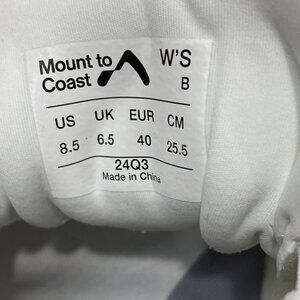 Mount to W'S
Coast B
US UK EUR CM
8.5 6.5 40 25.5
24Q3
Made in China